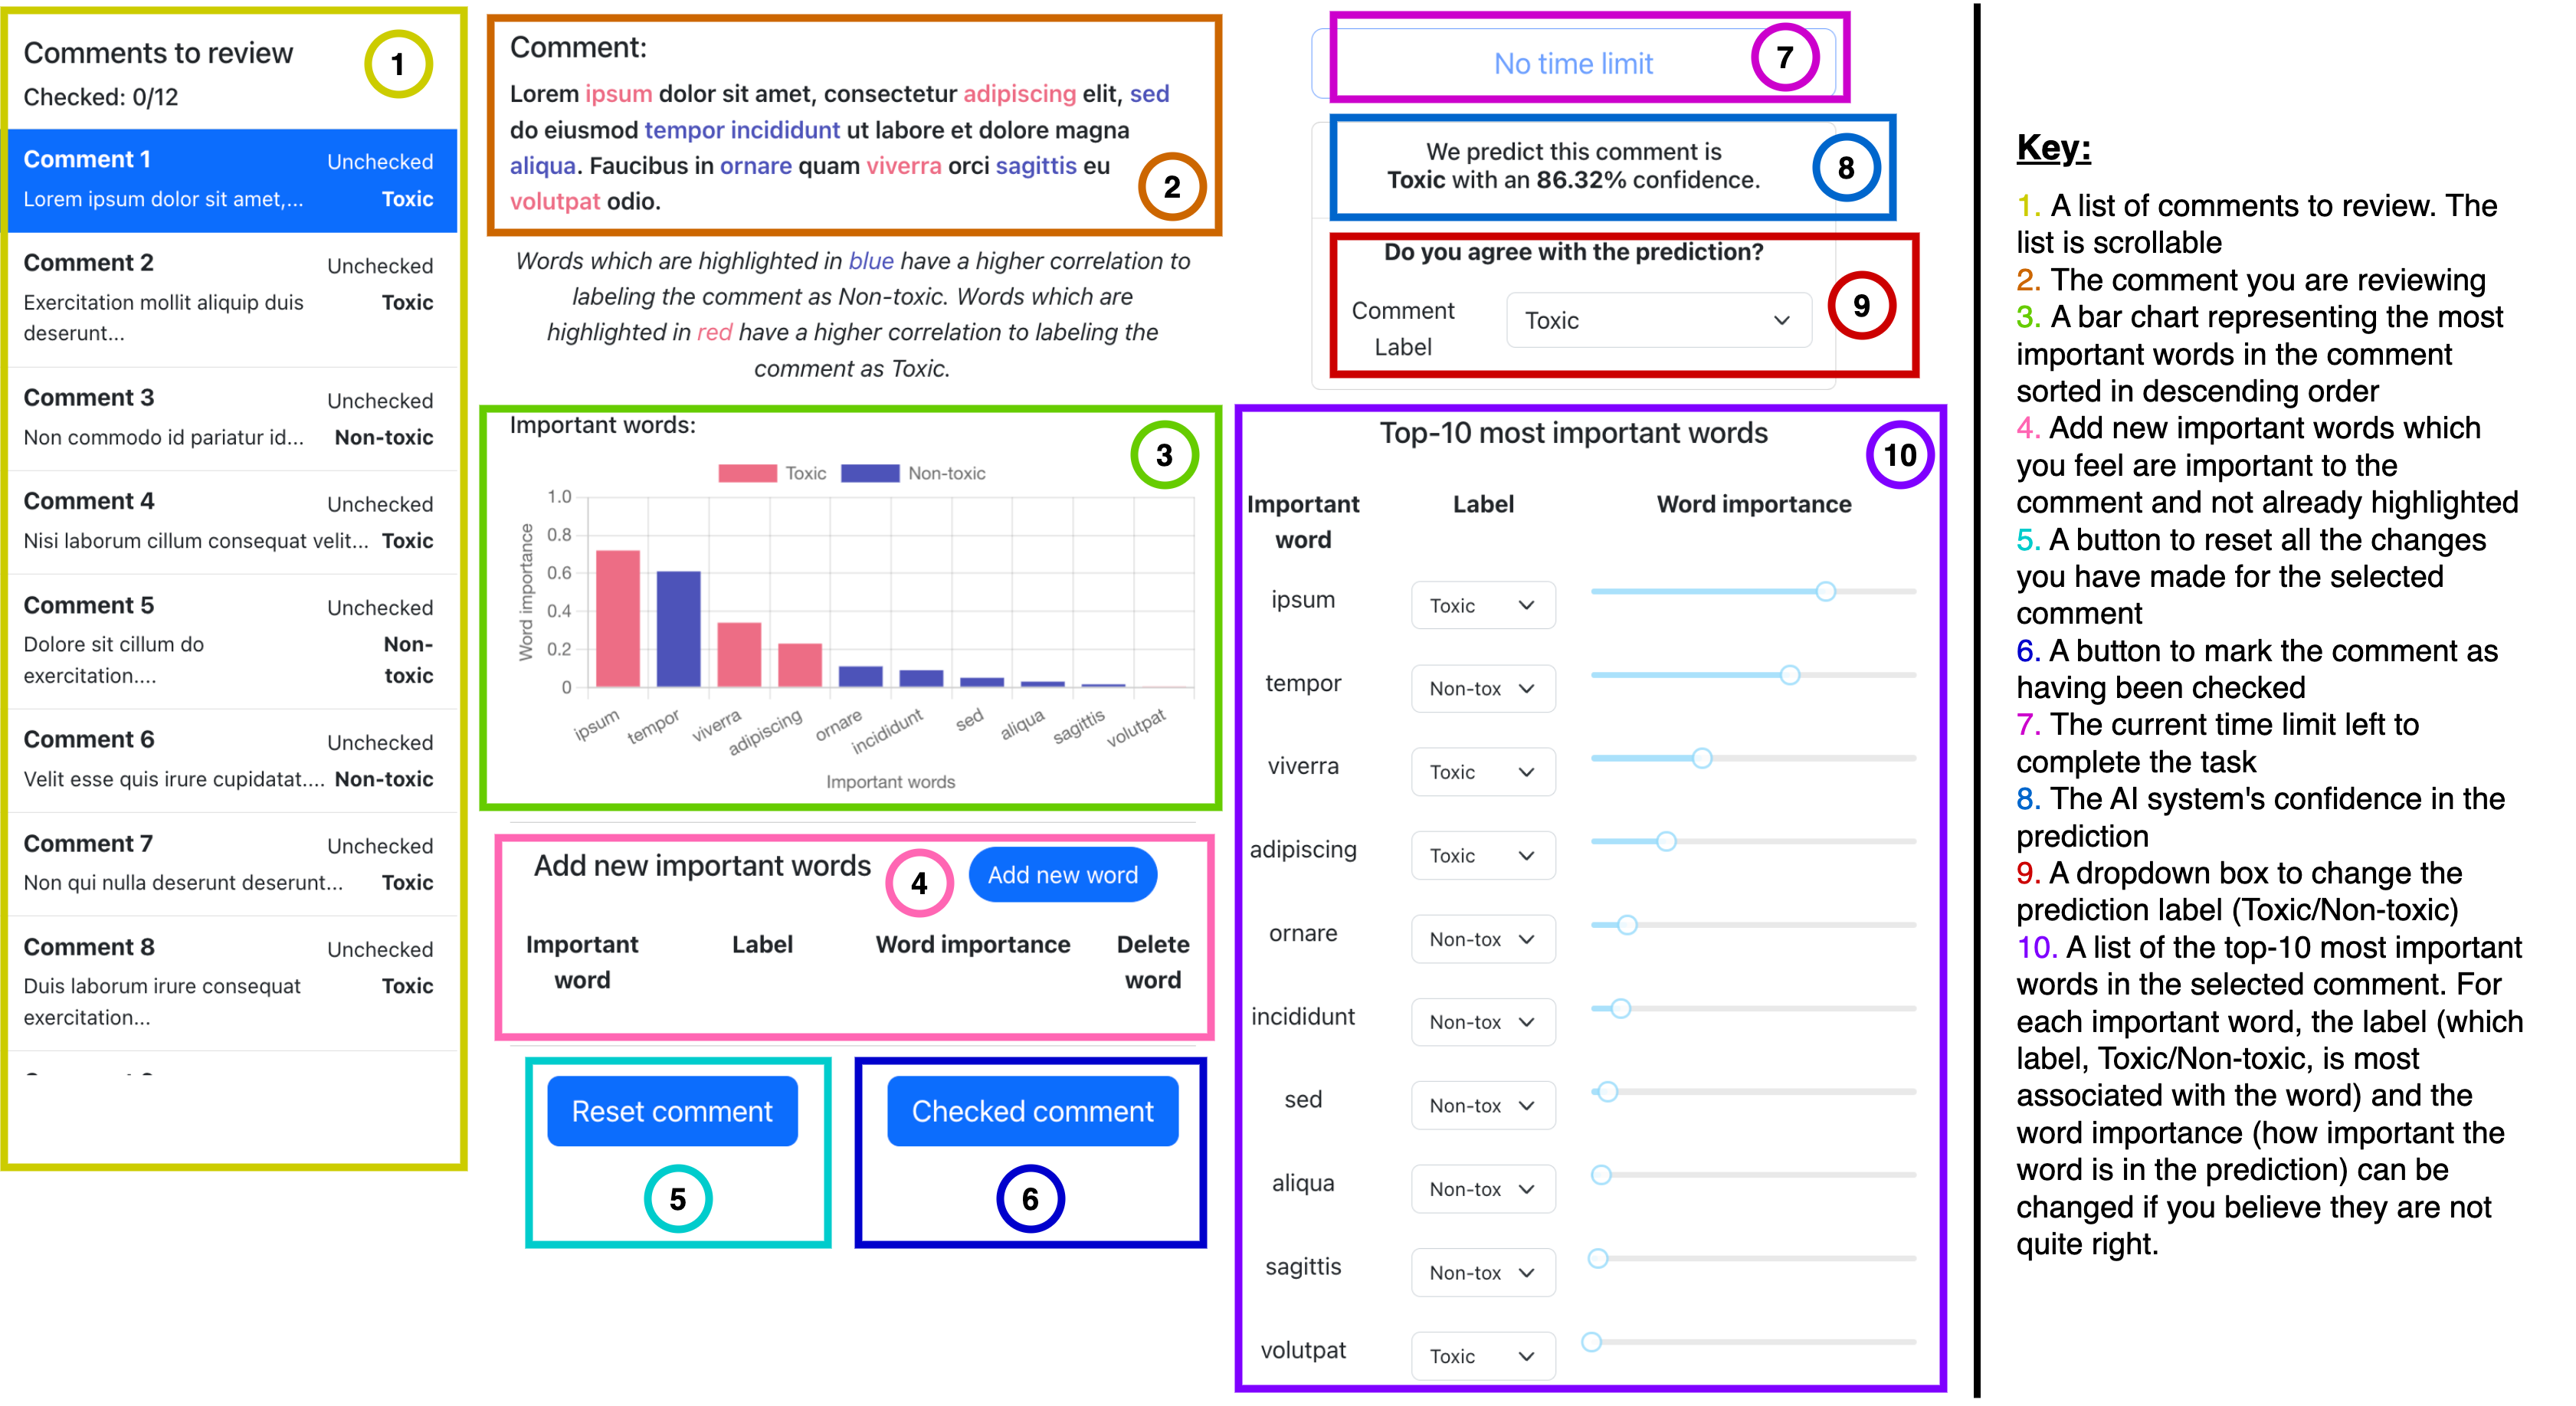 Comments to review
1
Checked: 0/12
Comment 1
Unchecked
Lorem ipsum dolor sit amet,...
Toxic
Comment 2
Unchecked
Exercitation mollit aliquip duis
Toxic
deserunt...
Comment 3
Unchecked
Non commodo id pariatur id...
Non-toxic
Comment 4
Unchecked
Nisi laborum cillum consequat velit...
Toxic
Comment 5
Unchecked
Dolore sit cillum do
Non-
exercitation....
toxic
Comment 6
Unchecked
Velit esse quis irure cupidatat....
Non-toxic
Comment 7
Unchecked
Non qui nulla deserunt deserunt...
Toxic
Comment 8
Unchecked
Duis laborum irure consequat
Toxic
exercitation...
Comment:
Lorem ipsum dolor sit amet, consectetur adipiscing elit, sed
do eiusmod tempor incididunt ut labore et dolore magna
aliqua. Faucibus in ornare quam viverra orci sagittis eu
volutpat odio.
2
Words which are highlighted in blue have a higher correlation to
labeling the comment as Non-toxic. Words which are
highlighted in red have a higher correlation to labeling the
comment as Toxic.
Important words:
3
Toxic
Non-toxic
Word importance
1.0
0.8
0.6
0.4
0.2
0
ipsum
tempor
viverra
adipiscing
ornare
incididunt
sed
aliqua
sagittis
volutpat
Important words
Add new important words
4
Add new word
Important
word
Label
Word importance
Delete
word
Reset comment
5
Checked comment
6
No time limit
7
We predict this comment is
Toxic with an 86.32% confidence.
8
Do you agree with the prediction?
Comment
Label
Toxic
9
Top-10 most important words
10
Important
word
Label
Word importance
ipsum
Toxic
tempor
Non-tox
viverra
Toxic
adipiscing
Toxic
ornare
Non-tox
incididunt
Non-tox
sed
Non-tox
aliqua
Non-tox
sagittis
Non-tox
volutpat
Toxic
Key:
1. A list of comments to review. The
list is scrollable
2. The comment you are reviewing
3. A bar chart representing the most
important words in the comment
sorted in descending order
4. Add new important words which
you feel are important to the
comment and not already highlighted
5. A button to reset all the changes
you have made for the selected
comment
6. A button to mark the comment as
having been checked
7. The current time limit left to
complete the task
8. The AI system's confidence in the
prediction
9. A dropdown box to change the
prediction label (Toxic/Non-toxic)
10. A list of the top-10 most important
words in the selected comment. For
each important word, the label (which
label, Toxic/Non-toxic, is most
associated with the word) and the
word importance (how important the
word is in the prediction) can be
changed if you believe they are not
quite right.